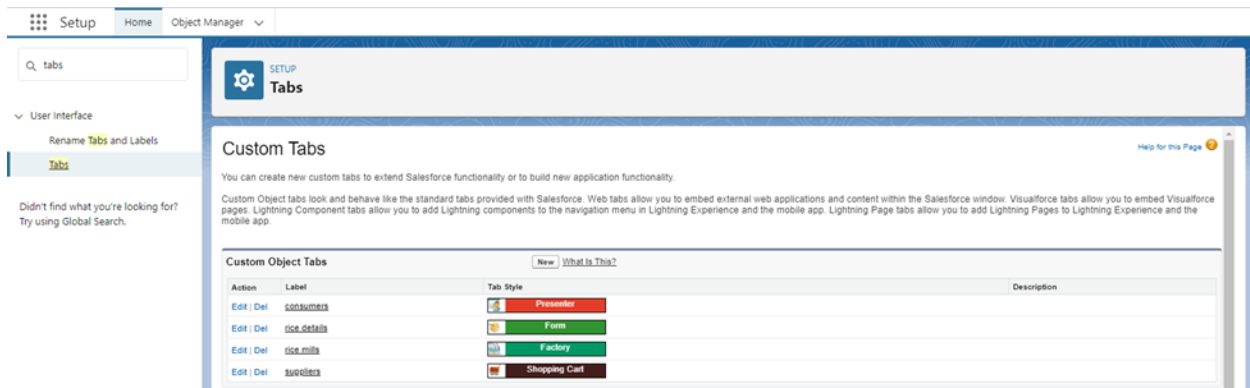 Setup Home Object Manager
tabs
SETUP
Tabs
User Interface
Rename Tabs and Labels
Tabs
Didn't find what you're looking for?
Try using Global Search.
Custom Tabs
Help for this Page
You can create new custom tabs to extend Salesforce functionality or to build new application functionality.
Custom Object tabs look and behave like the standard tabs provided with Salesforce. Web tabs allow you to embed external web applications and content within the Salesforce window. Visualforce tabs allow you to embed Visualforce
pages. Lightning Component tabs allow you to add Lightning components to the navigation menu in Lightning Experience and the mobile app. Lightning Page tabs allow you to add Lightning Pages to Lightning Experience and the
mobile app.
Custom Object Tabs New What Is This?
Action Label Tab Style Description
Edit | Del consumers Presenter
Edit | Del rice details Form
Edit | Del rice mills Factory
Edit | Del suppliers Shopping Cart